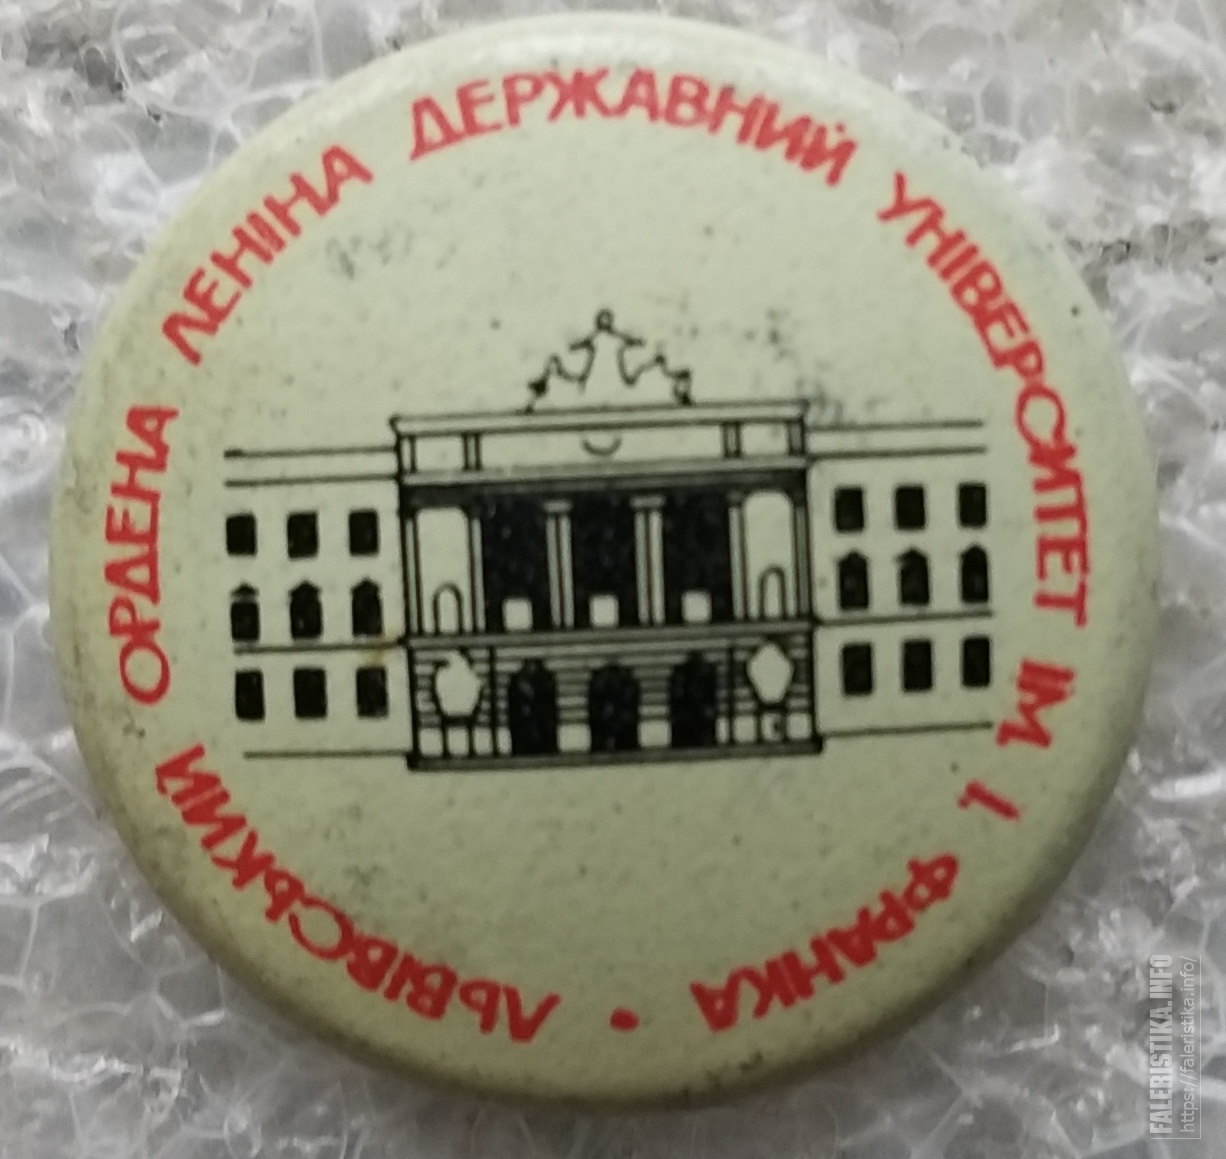 ЛЬВІВСЬКИЙ ОРДЕНА ЛЕНІНА ДЕРЖАВНИЙ УНІВЕРСИТЕТ ІМ І. ФРАНКА •
FALERISTIKA.INFO
https://faleristika.info/